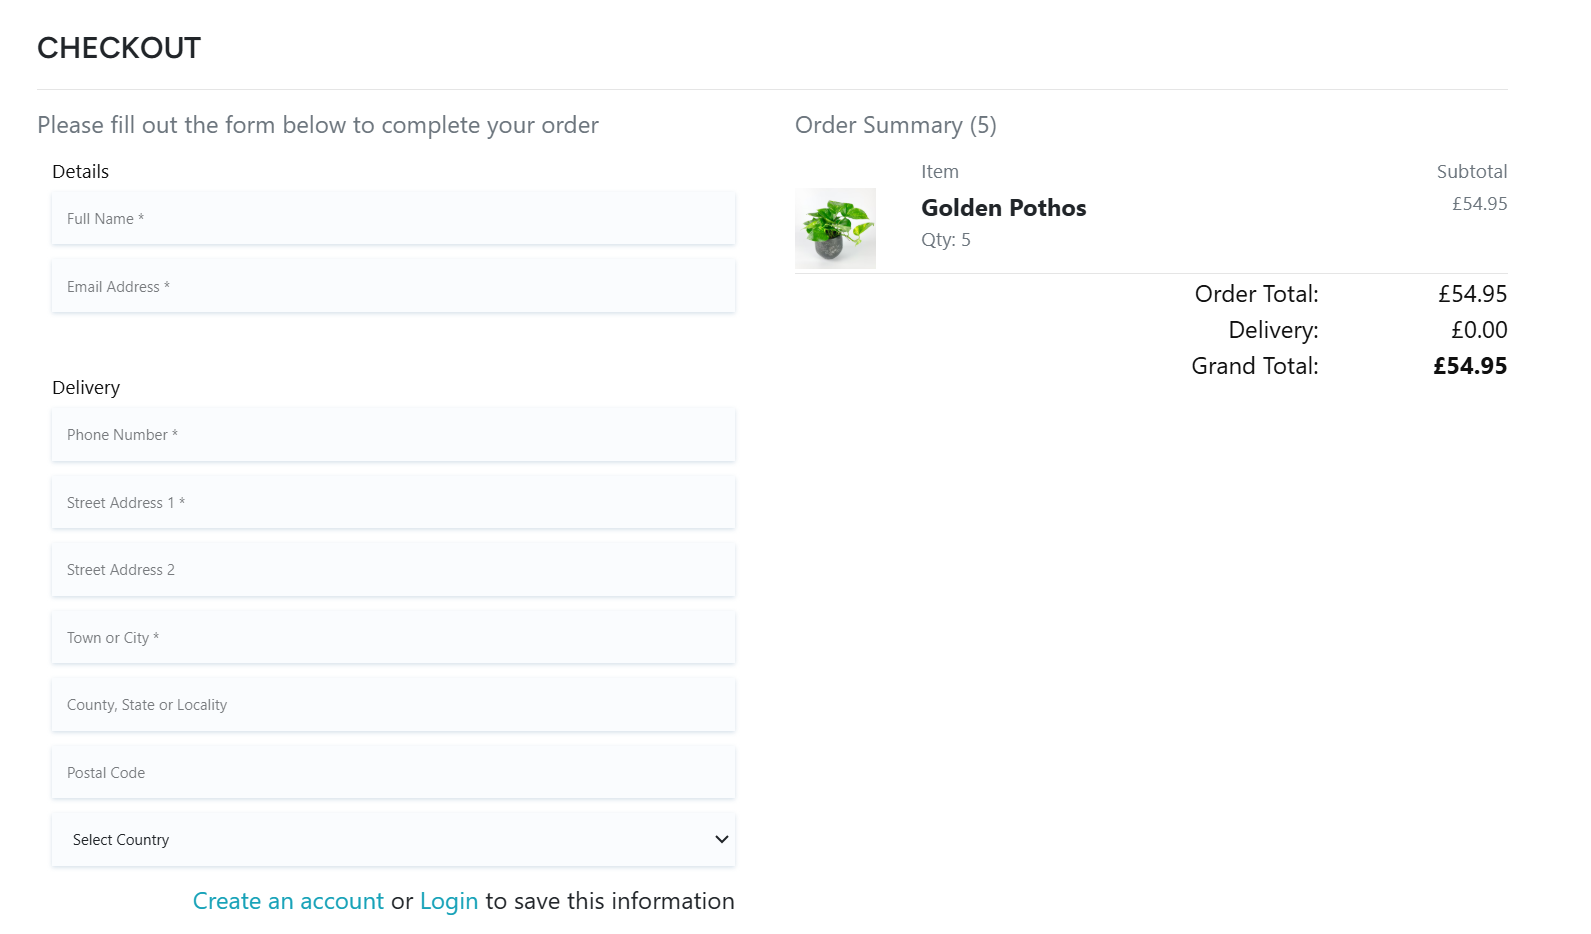 CHECKOUT
Please fill out the form below to complete your order
Details
Full Name *
Email Address *
Delivery
Phone Number *
Street Address 1 *
Street Address 2
Town or City *
County, State or Locality
Postal Code
Select Country
Create an account or Login to save this information
Order Summary (5)
Item Subtotal
Golden Pothos £54.95
Qty: 5
Order Total: £54.95
Delivery: £0.00
Grand Total: £54.95